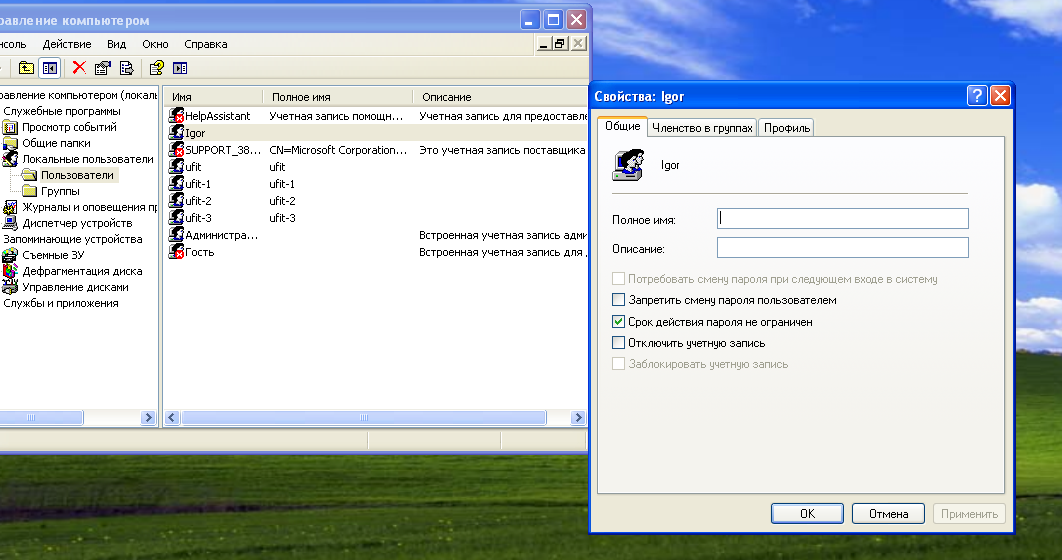 равление компьютером
нсоль Действие Вид Окно Справка
равление компьютером (локаль
Служебные программы
Просмотр событий
Общие папки
Локальные пользователи
Пользователи
Группы
Журналы и оповещения пр
Диспетчер устройств
Запоминающие устройства
Съемные ЗУ
Дефрагментация диска
Управление дисками
Службы и приложения
Имя Полное имя Описание
HelpAssistant Учетная запись помощн... Учетная запись для предоставле
Igor
SUPPORT_38... CN=Microsoft Corporation... Это учетная запись поставщика
ufit ufit
ufit-1 ufit-1
ufit-2 ufit-2
ufit-3 ufit-3
Администра... Встроенная учетная запись адми
Гость Встроенная учетная запись для
Свойства: Igor
Общие Членство в группах Профиль
Igor
Полное имя:
Описание:
Потребовать смену пароля при следующем входе в систему
Запретить смену пароля пользователем
Срок действия пароля не ограничен
Отключить учетную запись
Заблокировать учетную запись
OK Отмена Применить